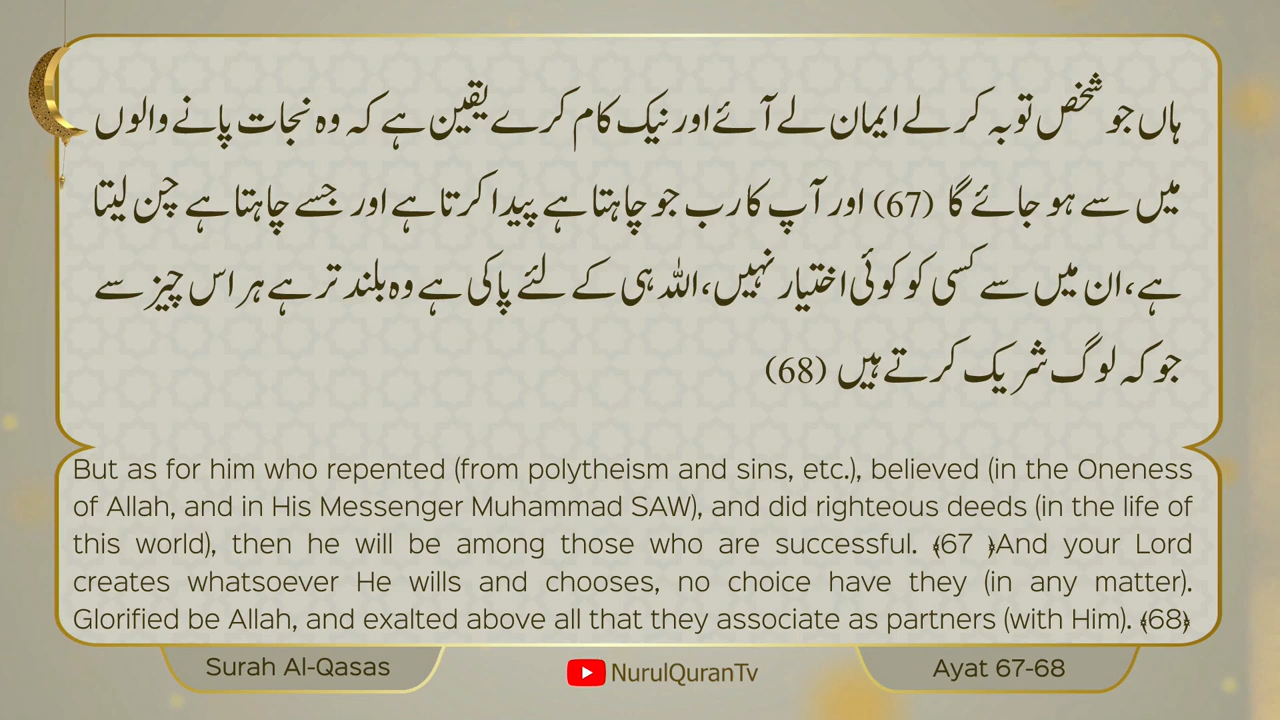 ہاں جو شخص توبہ کر لے ایمان لے آئے اور نیک کام کرے یقین ہے کہ وہ نجات پانے والوں
میں سے ہو جائے گا (67) اور آپ کا رب جو چاہتا ہے پیدا کرتا ہے اور جسے چاہتا ہے چن لیتا
ہے، ان میں سے کسی کو کوئی اختیار نہیں، اللہ ہی کے لئے پاکی ہے وہ بلند تر ہے ہر اس چیز سے
جو کہ لوگ شریک کرتے ہیں (68)
But as for him who repented (from polytheism and sins, etc.), believed (in the Oneness
of Allah, and in His Messenger Muhammad SAW), and did righteous deeds (in the life of
this world), then he will be among those who are successful. ﴾67 ﴿And your Lord
creates whatsoever He wills and chooses, no choice have they (in any matter).
Glorified be Allah, and exalted above all that they associate as partners (with Him). ﴾68﴿
Surah Al-Qasas
NurulQuranTv
Ayat 67-68